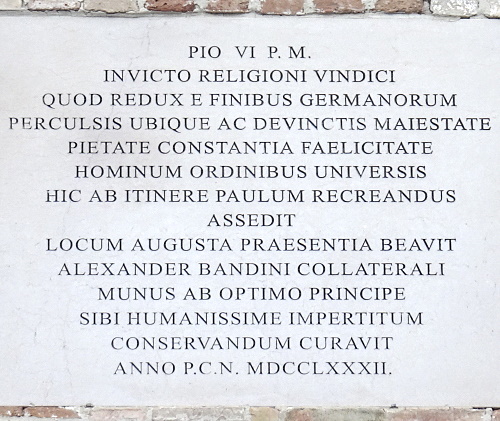 PIO VI P. M.
INVICTO RELIGIONI VINDICI
QUOD REDUX E FINIBUS GERMANORUM
PERCULSIS UBIQUE AC DEVINCTIS MAIESTATE
PIETATE CONSTANTIA FAELICITATE
HOMINUM ORDINIBUS UNIVERSIS
HIC AB ITINERE PAULUM RECREANDUS
ASSEDIT
LOCUM AUGUSTA PRAESENTIA BEAVIT
ALEXANDER BANDINI COLLATERALI
MUNUS AB OPTIMO PRINCIPE
SIBI HUMANISSIME IMPERTITUM
CONSERVANDUM CURAVIT
ANNO P.C.N. MDCCLXXXII.